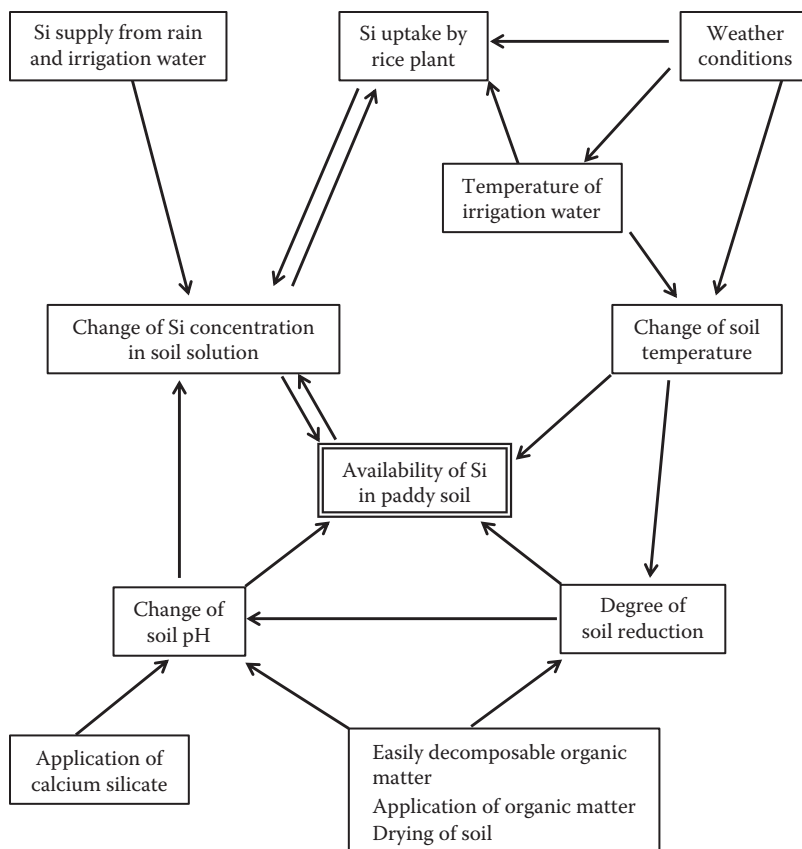 Si supply from rain
and irrigation water
Si uptake by
rice plant
Weather
conditions
Temperature of
irrigation water
Change of Si concentration
in soil solution
Change of soil
temperature
Availability of Si
in paddy soil
Change of
soil pH
Degree of
soil reduction
Application of
calcium silicate
Easily decomposable organic
matter
Application of organic matter
Drying of soil